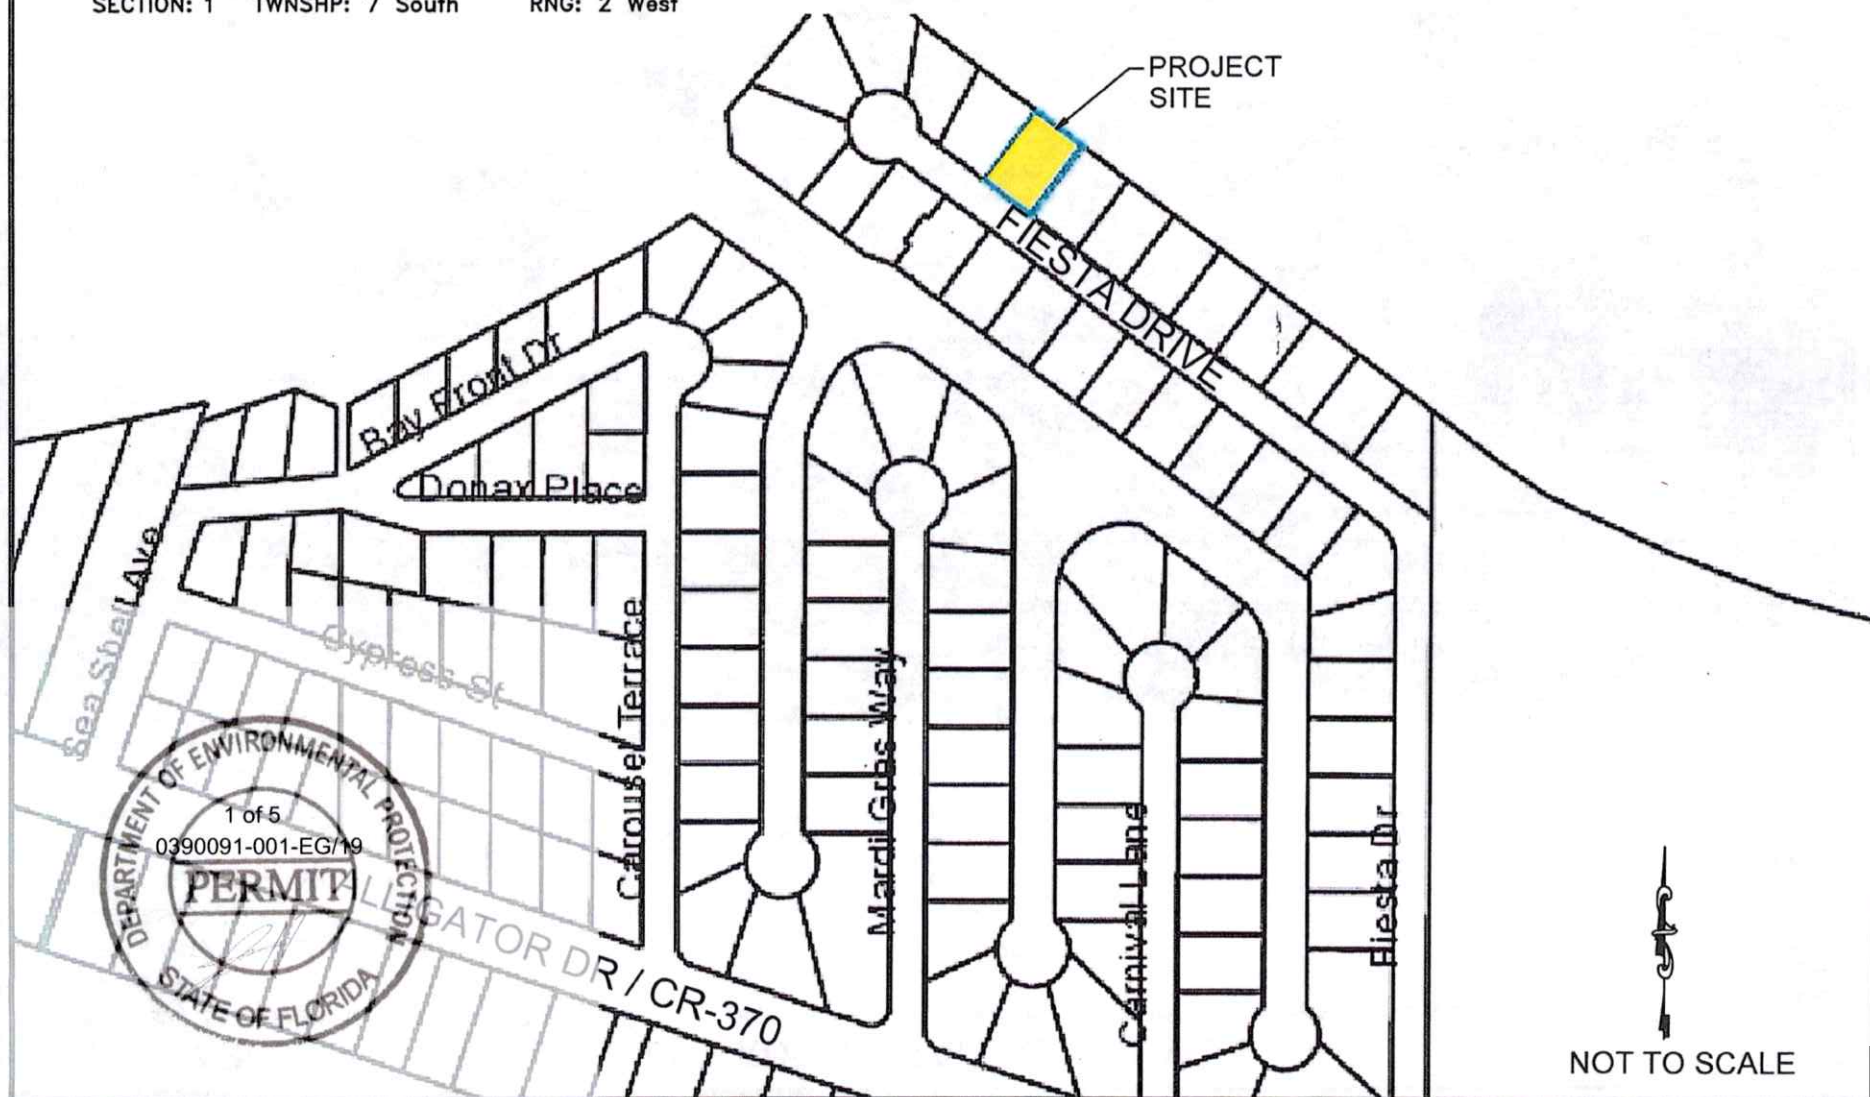 SECTION: 1 TWNSHP: 7 South RNG: 2 West
PROJECT
SITE
FIESTA DRIVE
Bay Front Dr
Donax Place
Sea Shell Ave
Cypress St
Carousel Terrace
Mardi Gras Way
Carnival Lane
Fiesta Dr
DEPARTMENT OF ENVIRONMENTAL PROTECTION
1 of 5
0390091-001-EG/19
PERMIT
STATE OF FLORIDA
ALLIGATOR DR / CR-370
NOT TO SCALE